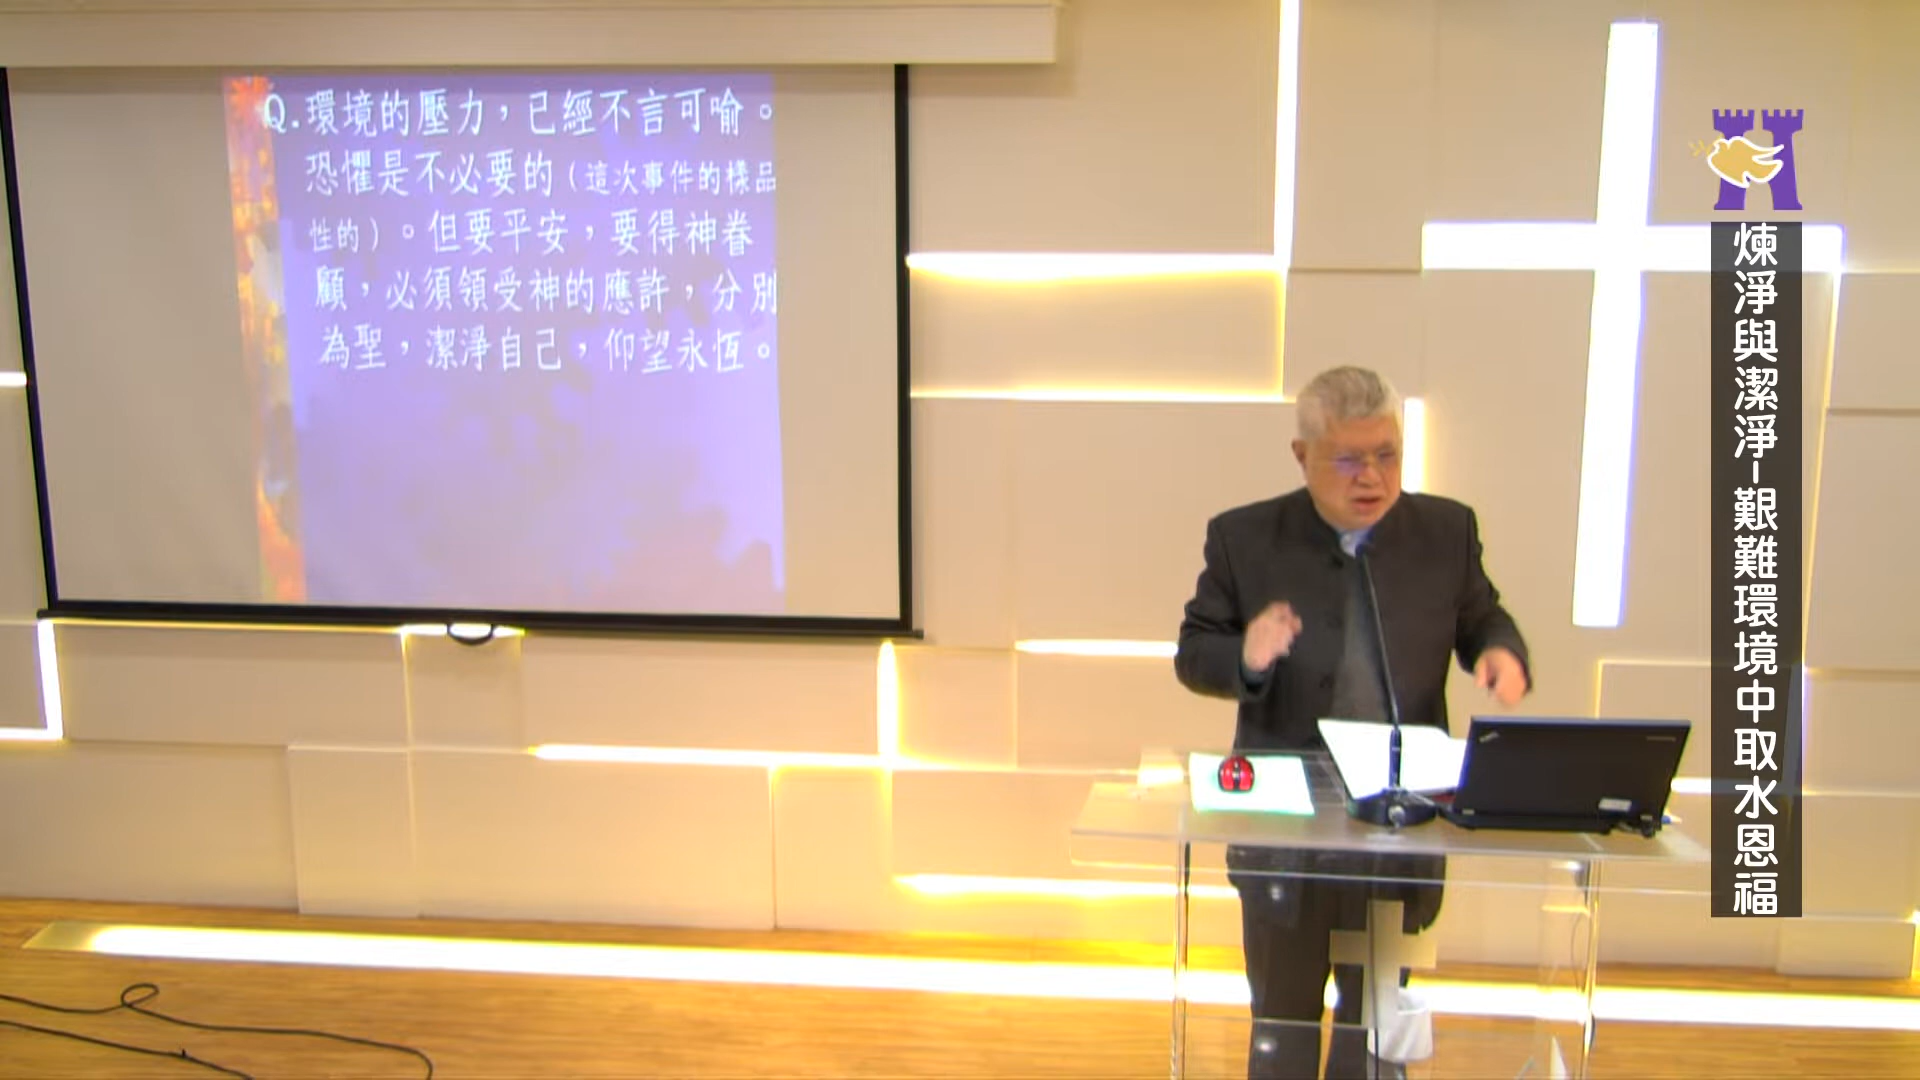 Q.環境的壓力，已經不言可喻。
恐懼是不必要的（這次事件的樣品
性的）。但要平安，要得神眷
顧，必須領受神的應許，分別
為聖，潔淨自己，仰望永恆。
煉淨與潔淨-艱難環境中取水恩福